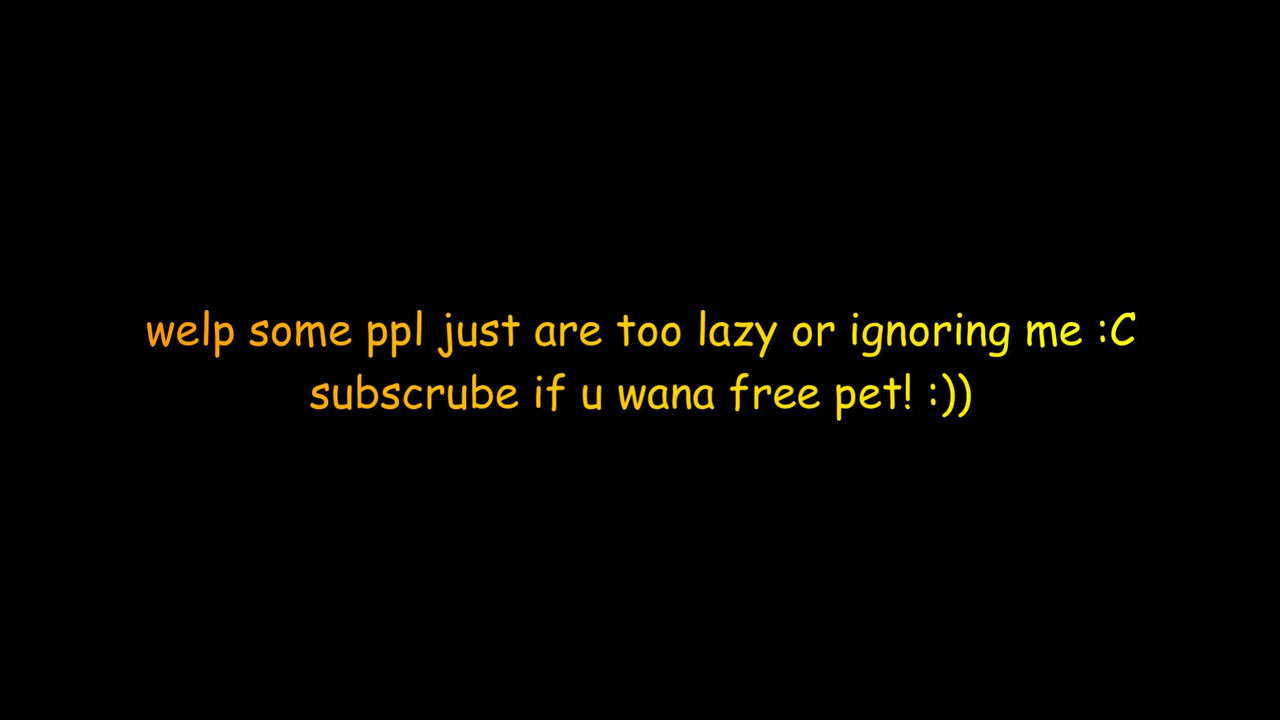 welp some ppl just are too lazy or ignoring me :C
subscrube if u wana free pet! :))